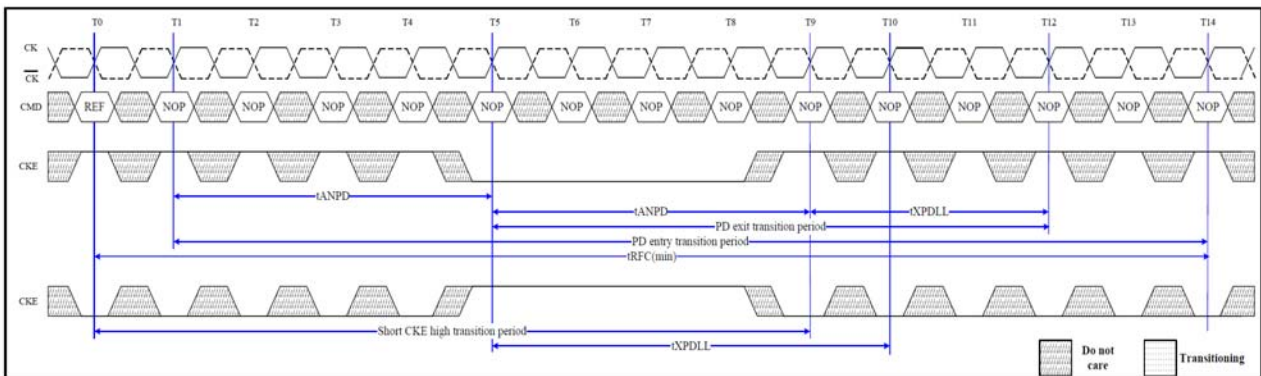 T0 T1 T2 T3 T4 T5 T6 T7 T8 T9 T10 T11 T12 T13 T14
CK
CK
CMD REF NOP NOP NOP NOP NOP NOP NOP NOP NOP NOP NOP NOP NOP NOP
CKE
tANPD
tANPD tXPDLL
PD exit transition period
PD entry transition period
tRFC(min)
CKE
Short CKE high transition period
tXPDLL
Do not care
Transitioning